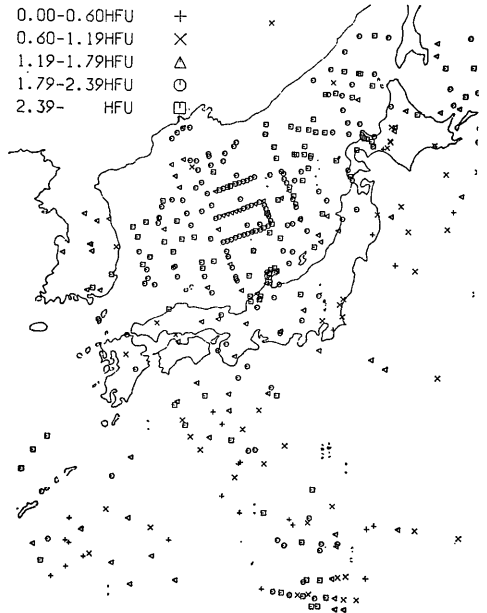 0.00-0.60HFU +
0.60-1.19HFU ×
1.19-1.79HFU △
1.79-2.39HFU ○
2.39- HFU □